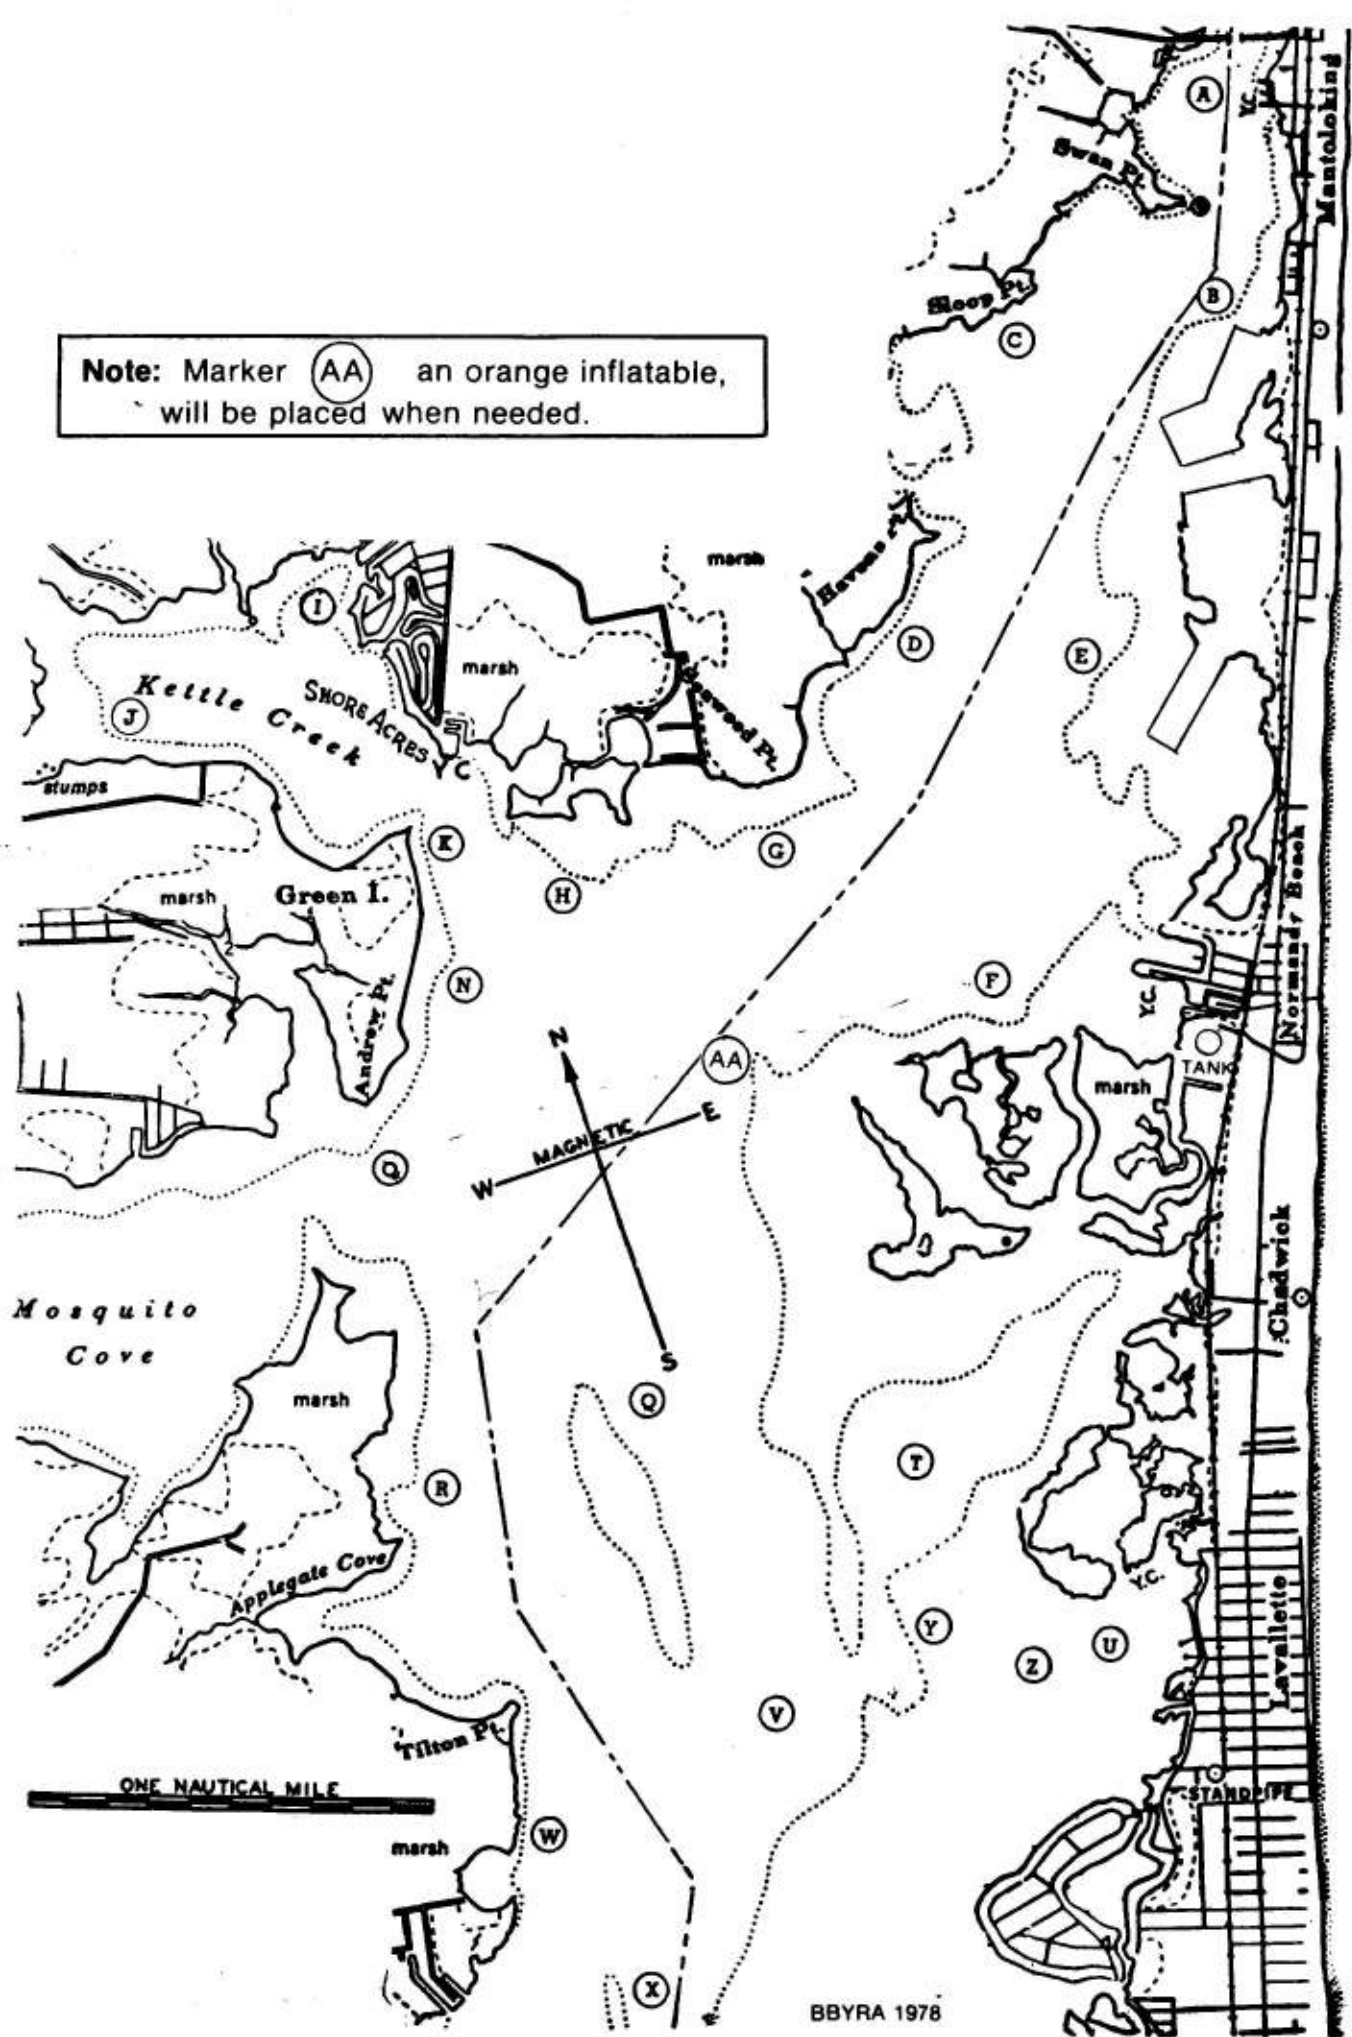 Mantoloking
A
Y.C.
Swan Pt.
B
Sloop Pt.
C
Note: Marker AA an orange inflatable,
will be placed when needed.
marsh
Havens
I
D
E
Kettle Creek
SHORE ACRES
marsh
J
Y C
stumps
K
G
H
Normandy Beach
marsh
Green I.
N
Andrew Pt.
F
Y.C.
N
AA
TANK
marsh
MAGNETIC
E
W
Q
S
Chadwick
Mosquito
Cove
marsh
Q
R
T
Applegate Cove
Y.C.
Lavallette
Y
U
Z
V
Tilton Pt.
ONE NAUTICAL MILE
STANDPIPE
marsh
W
X
BBYRA 1978